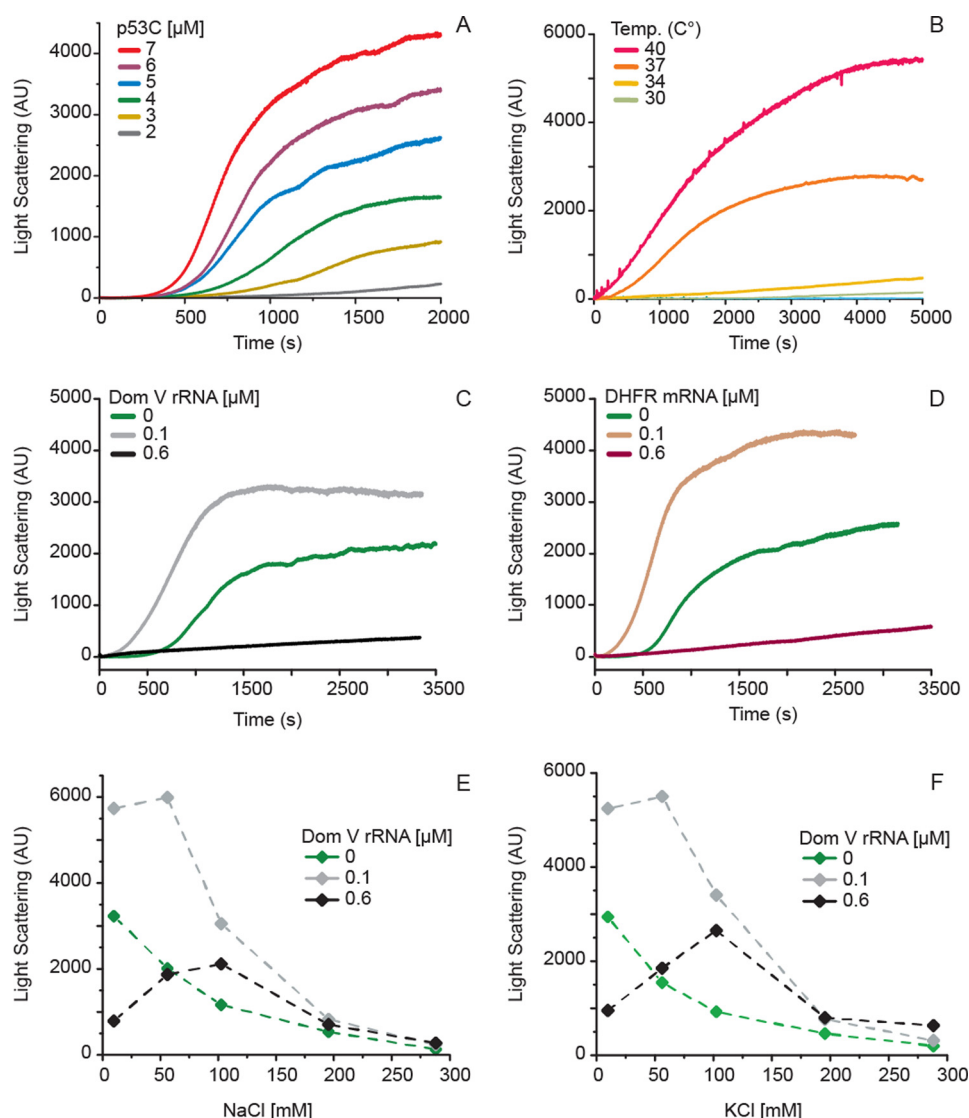 p53C [µM]
7
6
5
4
3
2
A
Light Scattering (AU)
4000
3000
2000
1000
0
0 500 1000 1500 2000
Time (s)
Temp. (C°)
40
37
34
30
B
Light Scattering (AU)
6000
4000
2000
0
0 1000 2000 3000 4000 5000
Time (s)
Dom V rRNA [µM]
0
0.1
0.6
C
Light Scattering (AU)
5000
4000
3000
2000
1000
0
0 500 1500 2500 3500
Time (s)
DHFR mRNA [µM]
0
0.1
0.6
D
Light Scattering (AU)
5000
4000
3000
2000
1000
0
0 500 1500 2500 3500
Time (s)
E
Dom V rRNA [µM]
0
0.1
0.6
Light Scattering (AU)
6000
4000
2000
0
0 50 100 150 200 250 300
NaCl [mM]
F
Dom V rRNA [µM]
0
0.1
0.6
Light Scattering (AU)
6000
5000
4000
3000
2000
1000
0
0 50 100 150 200 250 300
KCl [mM]